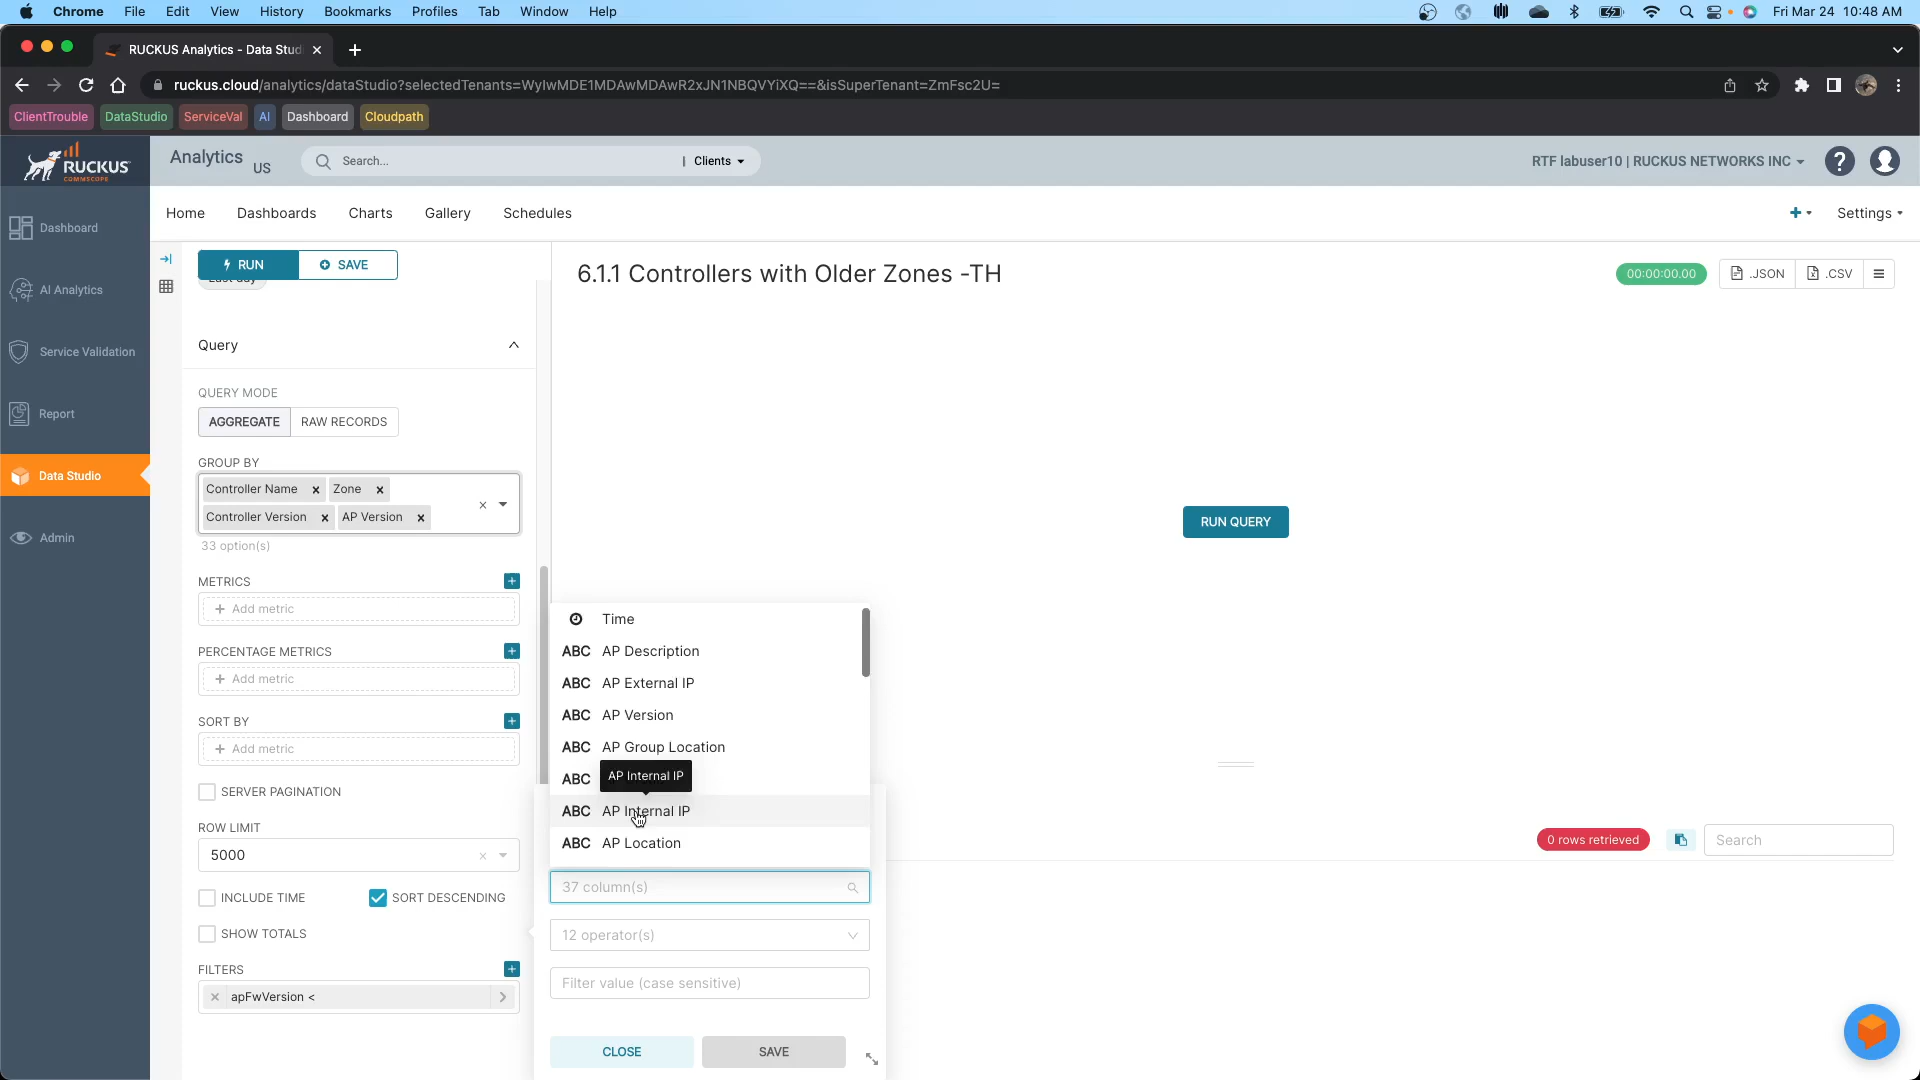 Chrome File Edit View History Bookmarks Profiles Tab Window Help Fri Mar 24 10:48 AM
RUCKUS Analytics - Data Studi
ruckus.cloud/analytics/dataStudio?selectedTenants=WyIwMDE1MDAwMDAwR2xJN1NBQVYiXQ==&isSuperTenant=ZmFsc2U=
ClientTrouble DataStudio ServiceVal AI Dashboard Cloudpath
RUCKUS
COMMSCOPE
Analytics US
Search... | Clients
RTF labuser10 | RUCKUS NETWORKS INC
?
Home Dashboards Charts Gallery Schedules
+ Settings
Dashboard
AI Analytics
Service Validation
Report
Data Studio
Admin
RUN SAVE
Last day
6.1.1 Controllers with Older Zones -TH
00:00:00.00 .JSON .CSV
Query
QUERY MODE
AGGREGATE RAW RECORDS
GROUP BY
Controller Name × Zone ×
Controller Version × AP Version ×
33 option(s)
METRICS
+ Add metric
PERCENTAGE METRICS
+ Add metric
SORT BY
+ Add metric
SERVER PAGINATION
ROW LIMIT
5000
INCLUDE TIME SORT DESCENDING
SHOW TOTALS
FILTERS
× apFwVersion <
RUN QUERY
Time
ABC AP Description
ABC AP External IP
ABC AP Version
ABC AP Group Location
ABC
AP Internal IP
ABC AP Internal IP
ABC AP Location
37 column(s)
12 operator(s)
Filter value (case sensitive)
CLOSE SAVE
0 rows retrieved Search